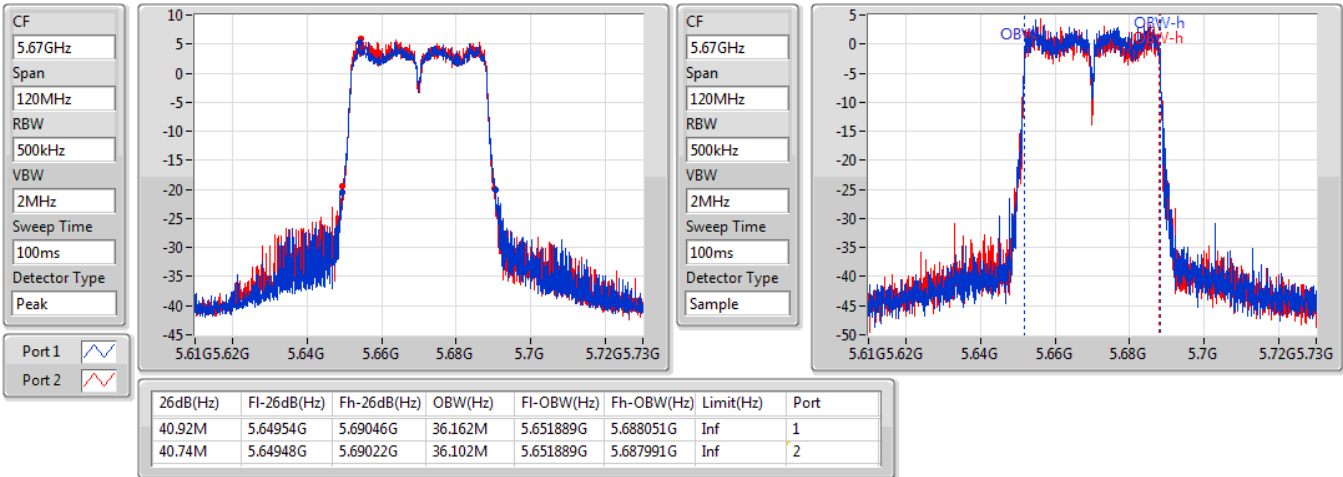 CF
5.67GHz
Span
120MHz
RBW
500kHz
VBW
2MHz
Sweep Time
100ms
Detector Type
Peak
Port 1
Port 2
10
5
0
-5
-10
-15
-20
-25
-30
-35
-40
-45
5.61G 5.62G 5.64G 5.66G 5.68G 5.7G 5.72G 5.73G
CF
5.67GHz
Span
120MHz
RBW
500kHz
VBW
2MHz
Sweep Time
100ms
Detector Type
Sample
5
0
-5
-10
-15
-20
-25
-30
-35
-40
-45
-50
OBW-h
OBW-h
5.61G 5.62G 5.64G 5.66G 5.68G 5.7G 5.72G 5.73G
26dB(Hz) Fl-26dB(Hz) Fh-26dB(Hz) OBW(Hz) Fl-OBW(Hz) Fh-OBW(Hz) Limit(Hz) Port
40.92M 5.64954G 5.69046G 36.162M 5.651889G 5.688051G Inf 1
40.74M 5.64948G 5.69022G 36.102M 5.651889G 5.687991G Inf 2